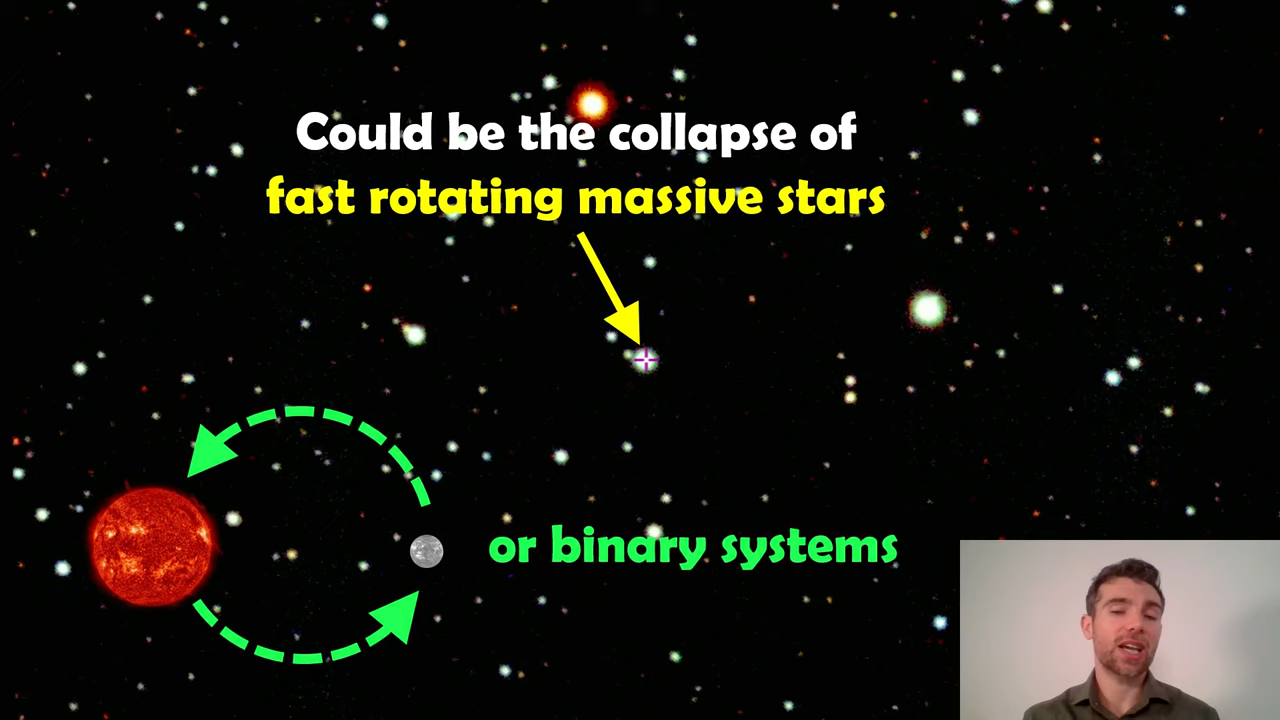 Could be the collapse of
fast rotating massive stars
or binary systems